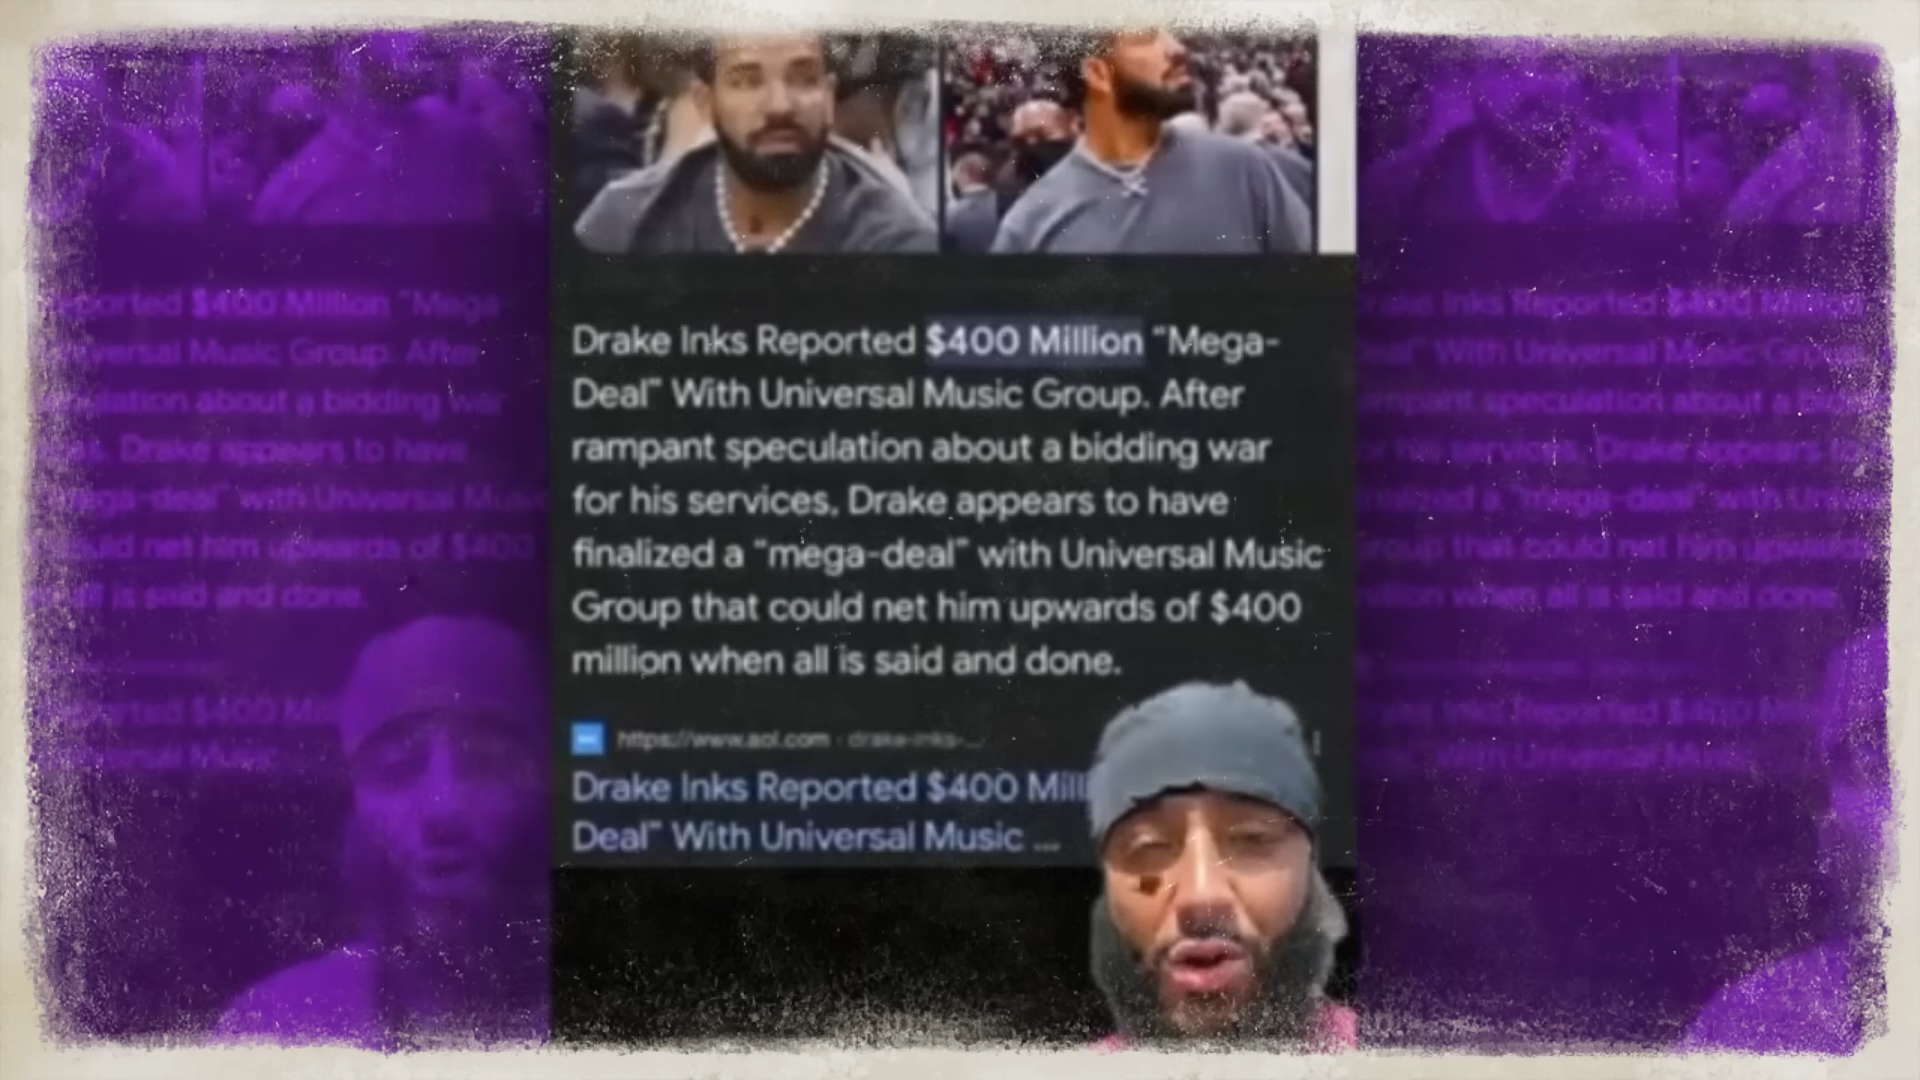 Drake Inks Reported $400 Million “Mega-
Deal” With Universal Music Group. After
rampant speculation about a bidding war
for his services, Drake appears to have
finalized a “mega-deal” with Universal Music
Group that could net him upwards of $400
million when all is said and done.
https://www.aol.com › drake-inks-...
Drake Inks Reported $400 Mill
Deal” With Universal Music ...